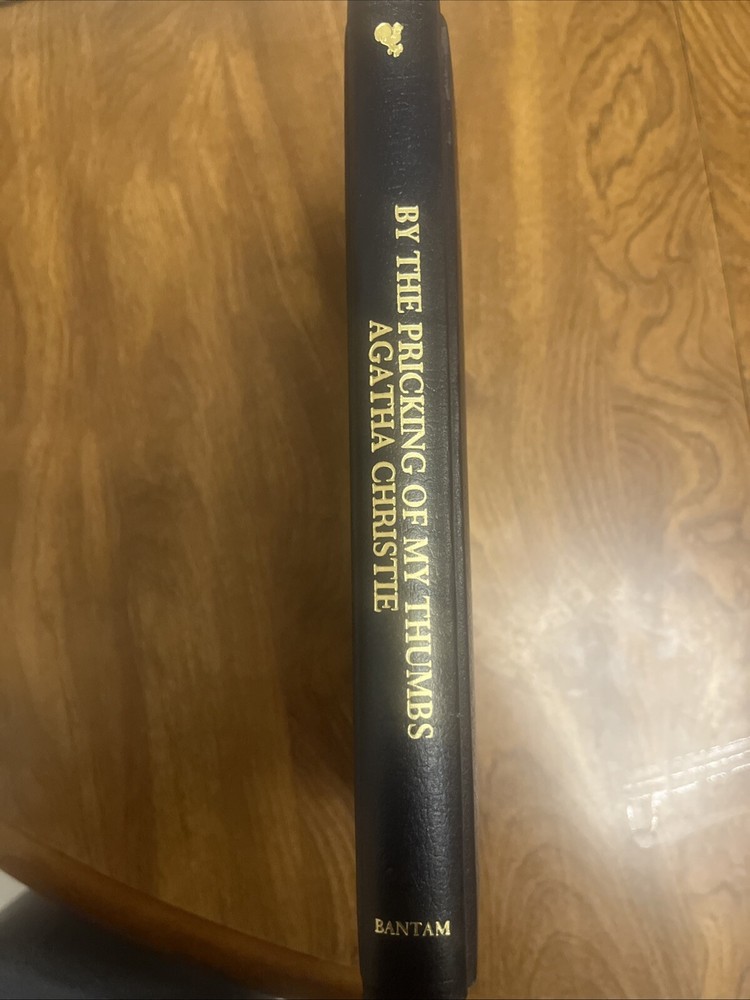 BY THE PRICKING OF MY THUMBS
AGATHA CHRISTIE
BANTAM